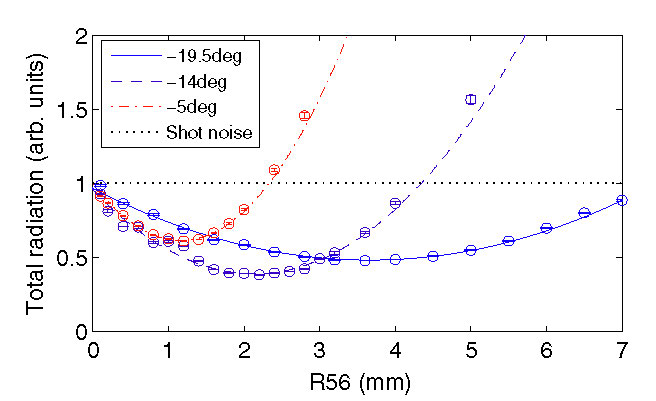 2
1.5
1
0.5
0
Total radiation (arb. units)
−19.5deg
−14deg
−5deg
Shot noise
0 1 2 3 4 5 6 7
R56 (mm)